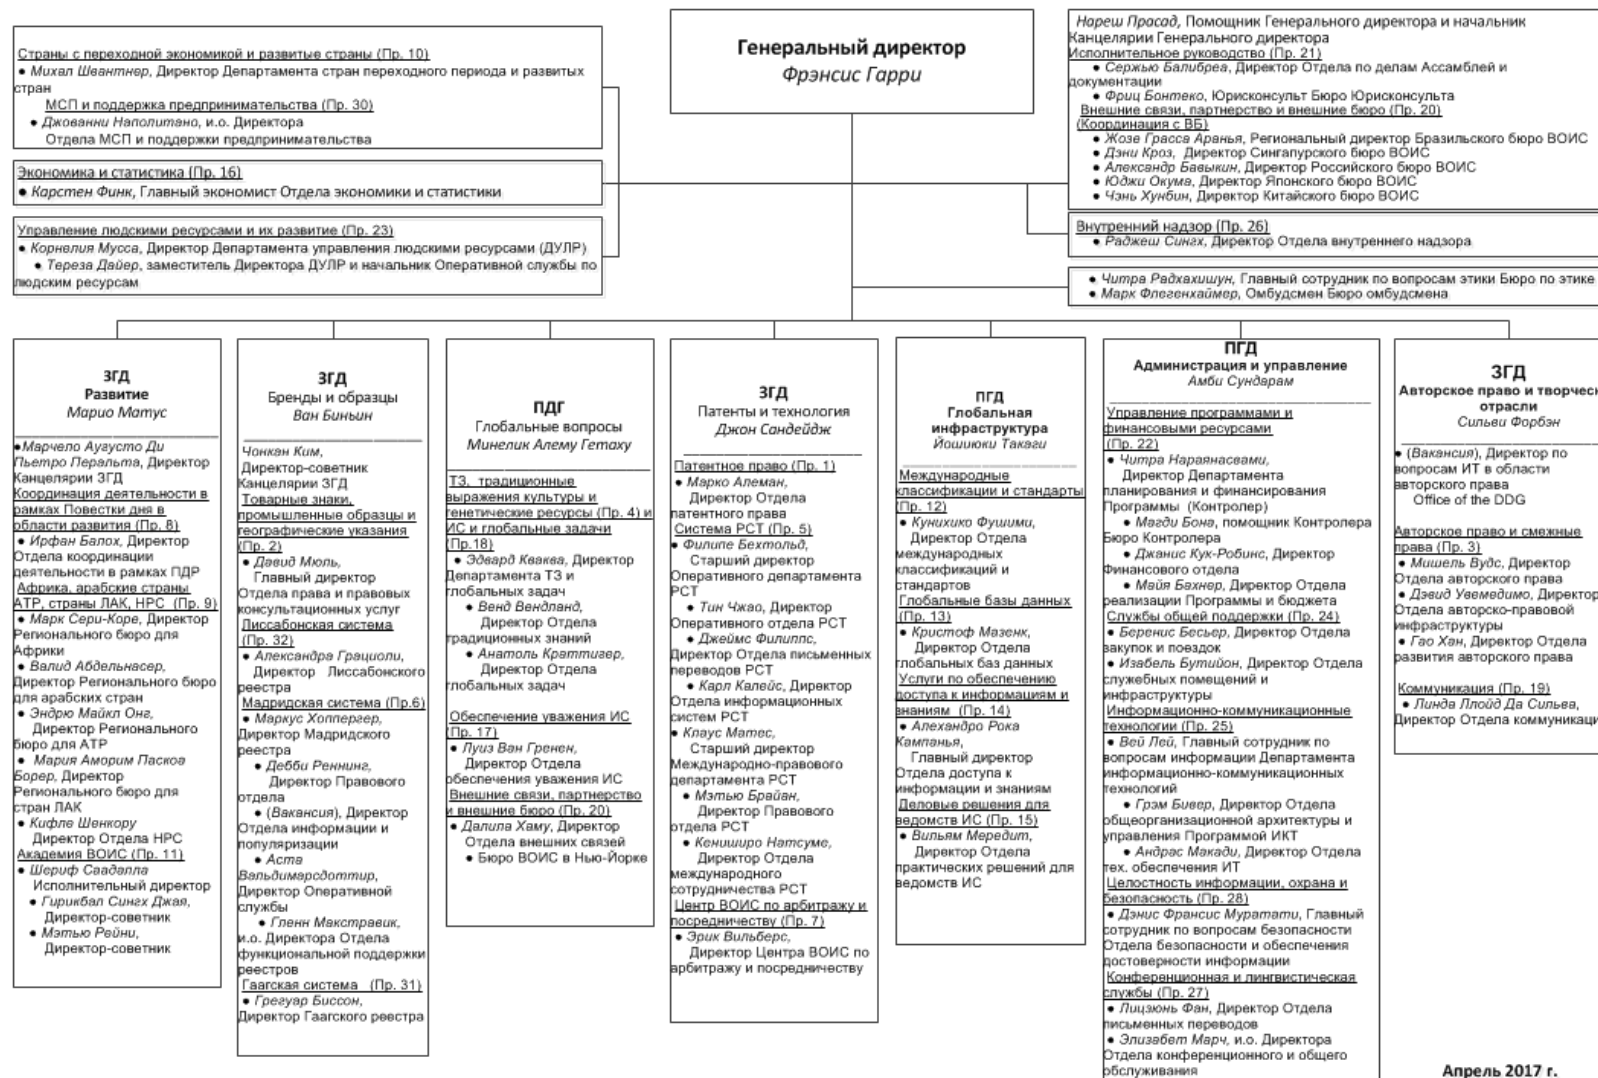 Генеральный директор
Фрэнсис Гарри
Страны с переходной экономикой и развитые страны (Пр. 10)
● Михал Швантнер, Директор Департамента стран переходного периода и развитых
стран
МСП и поддержка предпринимательства (Пр. 30)
● Джованни Наполитано, и.о. Директора
Отдела МСП и поддержки предпринимательства
Экономика и статистика (Пр. 16)
● Карстен Финк, Главный экономист Отдела экономики и статистики
Управление людскими ресурсами и их развитие (Пр. 23)
● Корнелия Мусса, Директор Департамента управления людскими ресурсами (ДУЛР)
● Тереза Дайер, заместитель Директора ДУЛР и начальник Оперативной службы по
людским ресурсам
Нареш Прасад, Помощник Генерального директора и начальник
Канцелярии Генерального директора
Исполнительное руководство (Пр. 21)
● Сержью Балибреа, Директор Отдела по делам Ассамблей и
документации
● Фриц Бонтеко, Юрисконсульт Бюро Юрисконсульта
Внешние связи, партнерство и внешние бюро (Пр. 20)
(Координация с ВБ)
● Жозе Грасса Аранья, Региональный директор Бразильского бюро ВОИС
● Дэни Кроз, Директор Сингапурского бюро ВОИС
● Александр Бавыкин, Директор Российского бюро ВОИС
● Юджи Окума, Директор Японского бюро ВОИС
● Чэнь Хунбин, Директор Китайского бюро ВОИС
Внутренний надзор (Пр. 26)
● Раджеш Сингх, Директор Отдела внутреннего надзора
● Читра Радхакишун, Главный сотрудник по вопросам этики Бюро по этике
● Марк Флегенхаймер, Омбудсмен Бюро омбудсмена
ЗГД
Развитие
Марио Матус
●Марчело Аугусто Ди
Пьетро Перальта, Директор
Канцелярии ЗГД
Координация деятельности в
рамках Повестки дня в
области развития (Пр. 8)
● Ирфан Балох, Директор
Отдела координации
деятельности в рамках ПДР
Африка, арабские страны
АТР, страны ЛАК, НРС (Пр. 9)
● Марк Сери-Коре, Директор
Регионального бюро для
Африки
● Валид Абдельнасер,
Директор Регионального бюро
для арабских стран
● Эндрю Майкл Онг,
Директор Регионального
бюро для АТР
● Мария Аморим Паскоа
Борер, Директор
Регионального бюро для
стран ЛАК
● Кифле Шенкору
Директор Отдела НРС
Академия ВОИС (Пр. 11)
● Шериф Саадалла
Исполнительный директор
● Гирикбал Сингх Джая,
Директор-советник
● Мэтью Рейни,
Директор-советник
ЗГД
Бренды и образцы
Ван Биньин
Чонкан Ким,
Директор-советник
Канцелярии ЗГД
Товарные знаки,
промышленные образцы и
географические указания
(Пр. 2)
● Давид Мюль,
Главный директор
Отдела права и правовых
консультационных услуг
Лиссабонская система
(Пр. 32)
● Александра Грациоли,
Директор Лиссабонского
реестра
Мадридская система (Пр.6)
● Маркус Хоппергер,
Директор Мадридского
реестра
● Дебби Реннинг,
Директор Правового
отдела
● (Вакансия), Директор
Отдела информации и
популяризации
● Аста
Вальдимарсдоттир,
Директор Оперативной
службы
● Гленн Макстравик,
и.о. Директора Отдела
функциональной поддержки
реестров
Гаагская система (Пр. 31)
● Грегуар Биссон,
Директор Гаагского реестра
ПДГ
Глобальные вопросы
Минелик Алему Гетаху
ТЗ, традиционные
выражения культуры и
генетические ресурсы (Пр. 4) и
ИС и глобальные задачи
(Пр.18)
● Эдвард Кваква, Директор
Департамента ТЗ и
глобальных задач
● Венд Вендланд,
Директор Отдела
традиционных знаний
● Анатоль Краттигер,
Директор Отдела
глобальных задач
Обеспечение уважения ИС
(Пр. 17)
● Луиз Ван Гренен,
Директор Отдела
обеспечения уважения ИС
Внешние связи, партнерство
и внешние бюро (Пр. 20)
● Далила Хаму, Директор
Отдела внешних связей
● Бюро ВОИС в Нью-Йорке
ЗГД
Патенты и технология
Джон Сандейдж
Патентное право (Пр. 1)
● Марко Алеман,
Директор Отдела
патентного права
Система РСТ (Пр. 5)
● Филипе Бехтольд,
Старший директор
Оперативного департамента
РСТ
● Тин Чжао, Директор
Оперативного отдела РСТ
● Джеймс Филиппс,
Директор Отдела письменных
переводов РСТ
● Карл Калейс, Директор
Отдела информационных
систем РСТ
● Клаус Матес,
Старший директор
Международно-правового
департамента РСТ
● Мэтью Брайан,
Директор Правового
отдела РСТ
● Кениширо Натсуме,
Директор Отдела
международного
сотрудничества РСТ
Центр ВОИС по арбитражу и
посредничеству (Пр. 7)
● Эрик Вильберс,
Директор Центра ВОИС по
арбитражу и посредничеству
ПГД
Глобальная
инфраструктура
Йошиюки Такаги
Международные
классификации и стандарты
(Пр. 12)
● Кунихико Фушими,
Директор Отдела
международных
классификаций и
стандартов
Глобальные базы данных
(Пр. 13)
● Кристоф Мазенк,
Директор Отдела
глобальных баз данных
Услуги по обеспечению
доступа к информациям и
знаниям (Пр. 14)
● Алехандро Рока
Кампанья,
Главный директор
Отдела доступа к
информации и знаниям
Деловые решения для
ведомств ИС (Пр. 15)
● Вильям Мередит,
Директор Отдела
практических решений для
ведомств ИС
ПГД
Администрация и управление
Амби Сундарам
Управление программами и
финансовыми ресурсами
(Пр. 22)
● Читра Нараянасвами,
Директор Департамента
планирования и финансирования
Программы (Контролер)
● Магди Бона, помощник Контролера
Бюро Контролера
● Джанис Кук-Робинс, Директор
Финансового отдела
● Майя Бахнер, Директор Отдела
реализации Программы и бюджета
Службы общей поддержки (Пр. 24)
● Беренис Бесьер, Директор Отдела
закупок и поездок
● Изабель Бутийон, Директор Отдела
служебных помещений и
инфраструктуры
Информационно-коммуникационные
технологии (Пр. 25)
● Вей Лей, Главный сотрудник по
вопросам информации Департамента
информационно-коммуникационных
технологий
● Грэм Бивер, Директор Отдела
общеорганизационной архитектуры и
управления Программой ИКТ
● Андрас Макади, Директор Отдела
тех. обеспечения ИТ
Целостность информации, охрана и
безопасность (Пр. 28)
● Дэнис Франсис Муратати, Главный
сотрудник по вопросам безопасности
Отдела безопасности и обеспечения
достоверности информации
Конференционная и лингвистическая
службы (Пр. 27)
● Лицзюнь Фан, Директор Отдела
письменных переводов
● Элизабет Марч, и.о. Директора
Отдела конференционного и общего
обслуживания
ЗГД
Авторское право и творческ
отрасли
Сильви Форбэн
● (Вакансия), Директор по
вопросам ИТ в области
авторского права
Office of the DDG
Авторское право и смежные
права (Пр. 3)
● Мишель Вудс, Директор
Отдела авторского права
● Дэвид Увемедимо, Директор
Отдела авторско-правовой
инфраструктуры
● Гао Хан, Директор Отдела
развития авторского права
Коммуникация (Пр. 19)
● Линда Ллойд Да Сильва,
Директор Отдела коммуникац
Апрель 2017 г.